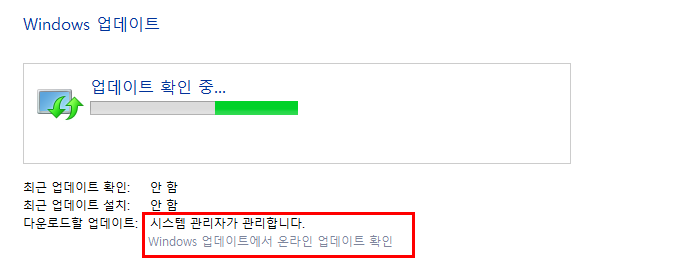 Windows 업데이트
업데이트 확인 중...
최근 업데이트 확인: 안 함
최근 업데이트 설치: 안 함
다운로드할 업데이트: 시스템 관리자가 관리합니다.
Windows 업데이트에서 온라인 업데이트 확인